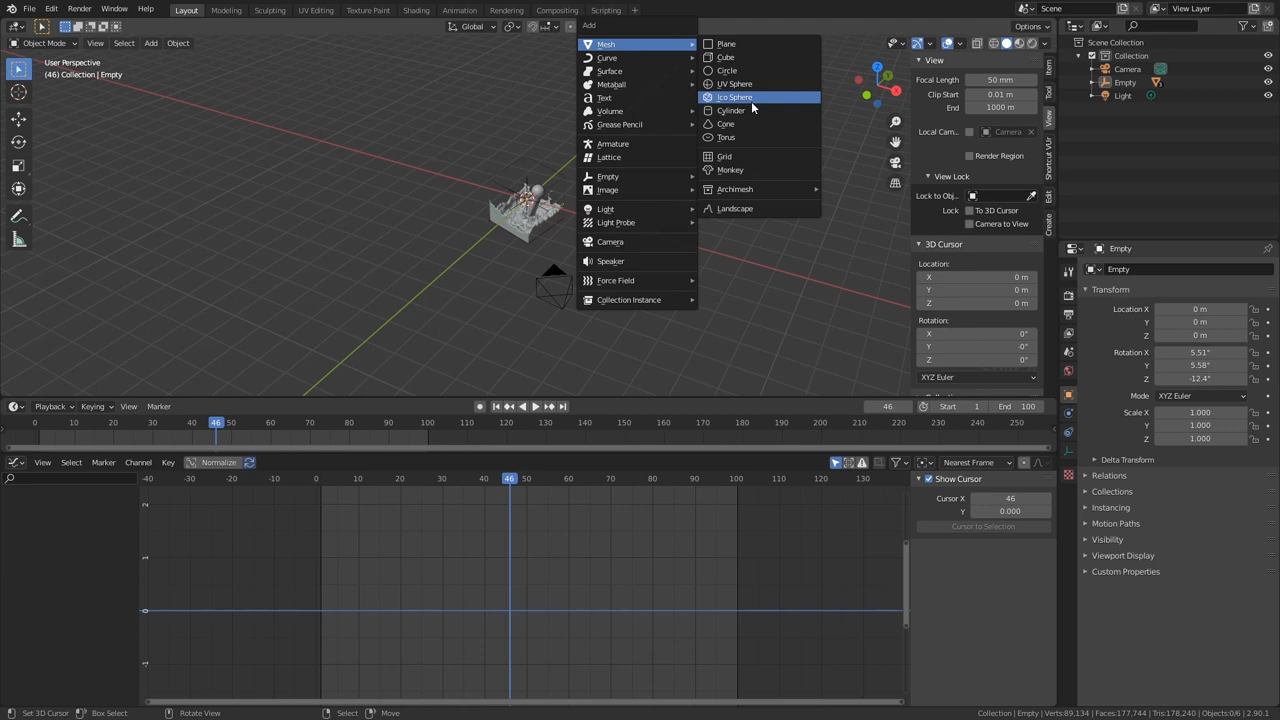 File Edit Render Window Help Layout Modeling Sculpting UV Editing Texture Paint Shading Animation Rendering Compositing Scripting + Scene View Layer
Global Options
Object Mode View Select Add Object
User Perspective
(46) Collection | Empty
Add
Mesh
Curve
Surface
Metaball
Text
Volume
Grease Pencil
Armature
Lattice
Empty
Image
Light
Light Probe
Camera
Speaker
Force Field
Collection Instance
Plane
Cube
Circle
UV Sphere
Ico Sphere
Cylinder
Cone
Torus
Grid
Monkey
Archimesh
Landscape
Z
Y
X
View
Focal Length 50 mm
Clip Start 0.01 m
End 1000 m
Local Cam... Camera
Render Region
View Lock
Lock to Obj...
Lock To 3D Cursor
Camera to View
3D Cursor
Location:
X 0 m
Y 0 m
Z 0 m
Rotation:
X 0°
Y -0°
Z 0°
XYZ Euler
Item
Tool
View
Shortcut VUr
Edit
Create
Scene Collection
Collection
Camera
Empty
Light
Empty
Empty
Transform
Location X 0 m
Y 0 m
Z 0 m
Rotation X 5.51°
Y 5.58°
Z -12.4°
Mode XYZ Euler
Scale X 1.000
Y 1.000
Z 1.000
Delta Transform
Relations
Collections
Instancing
Motion Paths
Visibility
Viewport Display
Custom Properties
Playback Keying View Marker 46 Start 1 End 100
0 10 20 30 40 46 50 60 70 80 90 100 110 120 130 140 150 160 170 180 190 200 210 220 230 240 250
View Select Marker Channel Key Normalize Nearest Frame
-40 -30 -20 -10 0 10 20 30 40 46 50 60 70 80 90 100 110 120 130
2
1
0
-1
Show Cursor
Cursor X 46
Y 0.000
Cursor to Selection
Set 3D Cursor Box Select Rotate View Select Move Collection | Empty | Verts:89,134 | Faces:177,744 | Tris:178,240 | Objects:0/6 | 2.90.1